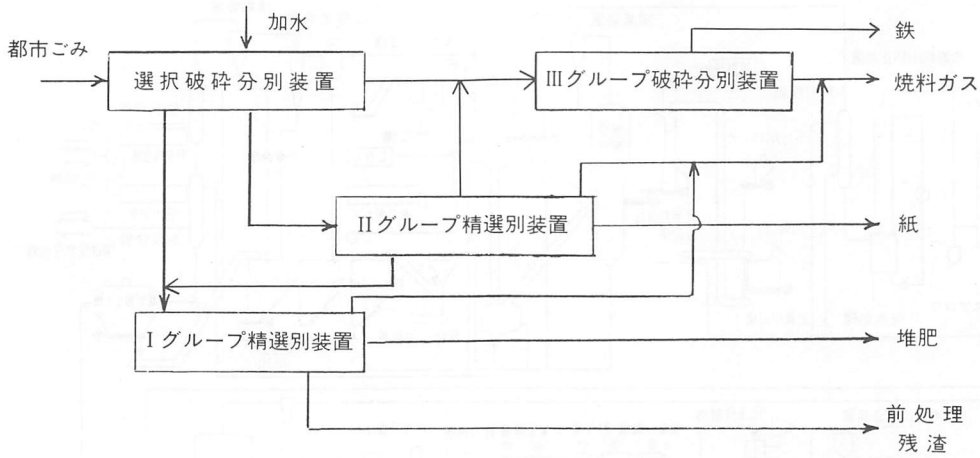 加水
鉄
都市ごみ
選択破砕分別装置
IIIグループ破砕分別装置
焼料ガス
IIグループ精選別装置
紙
Iグループ精選別装置
堆肥
前処理
残渣